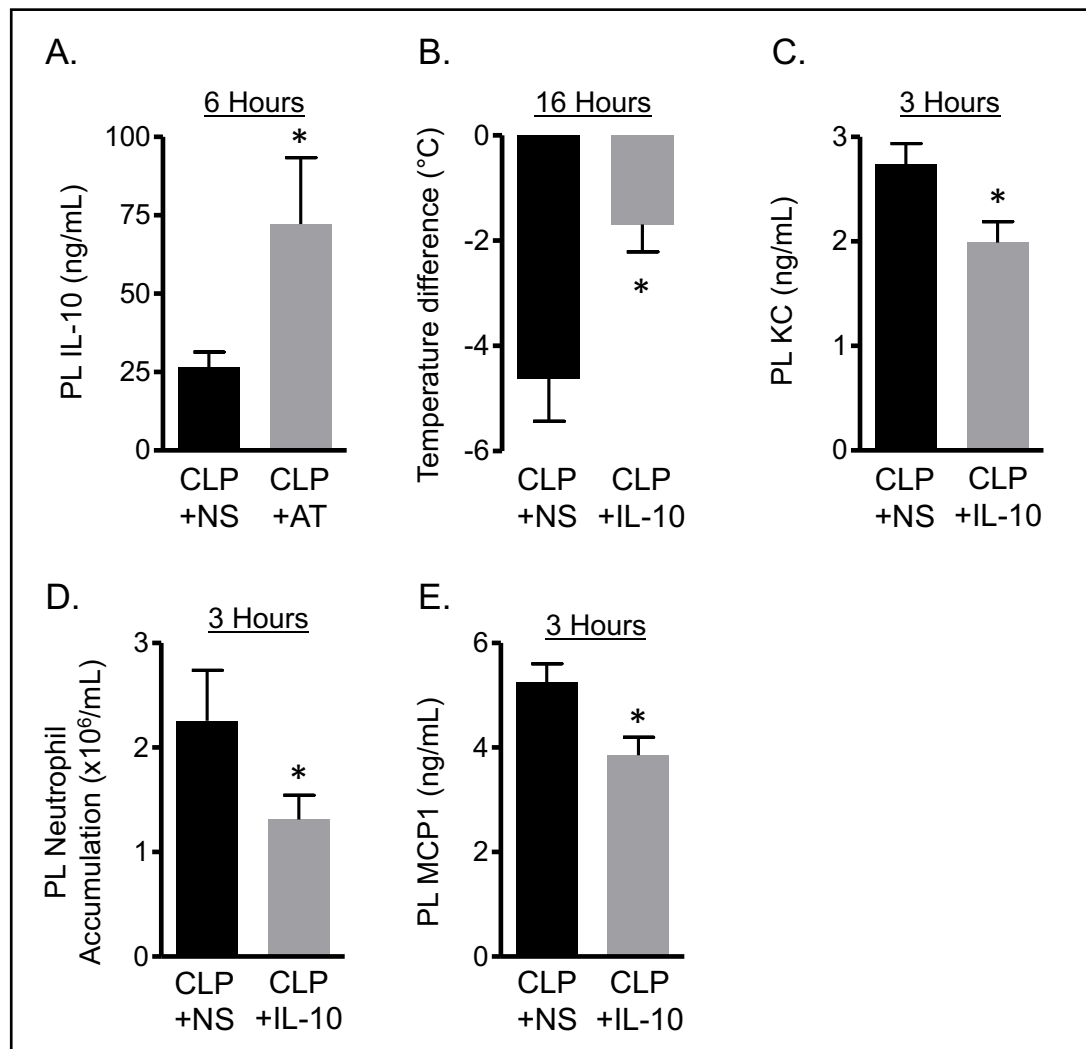 A.
6 Hours
PL IL-10 (ng/mL)
100
75
50
25
0
*
CLP
+NS
CLP
+AT
B.
16 Hours
Temperature difference (°C)
0
-2
-4
-6
*
CLP
+NS
CLP
+IL-10
C.
3 Hours
PL KC (ng/mL)
3
2
1
0
*
CLP
+NS
CLP
+IL-10
D.
3 Hours
PL Neutrophil
Accumulation (x10⁶/mL)
3
2
1
0
*
CLP
+NS
CLP
+IL-10
E.
3 Hours
PL MCP1 (ng/mL)
6
4
2
0
*
CLP
+NS
CLP
+IL-10